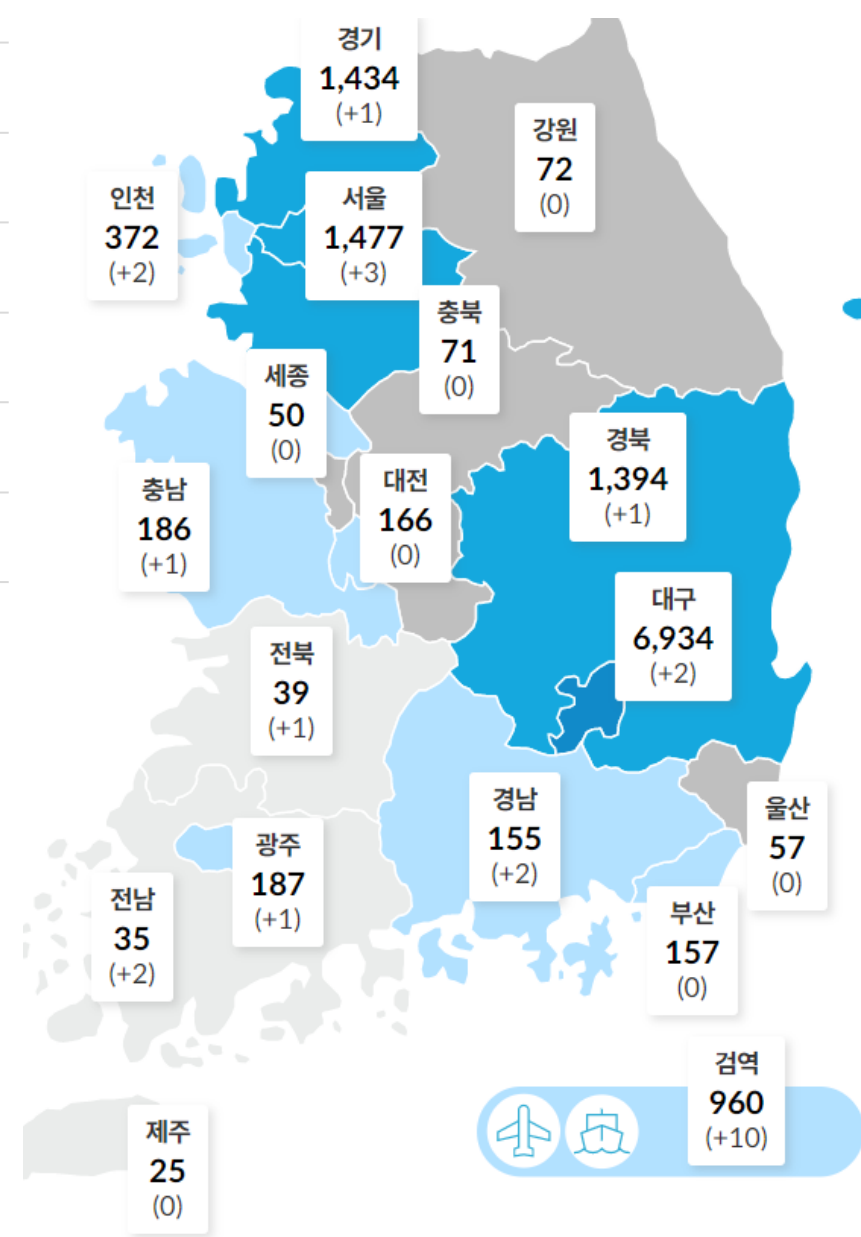 경기
1,434
(+1)
강원
72
(0)
인천
372
(+2)
서울
1,477
(+3)
충북
71
(0)
세종
50
(0)
경북
1,394
(+1)
대전
166
(0)
충남
186
(+1)
대구
6,934
(+2)
전북
39
(+1)
경남
155
(+2)
울산
57
(0)
광주
187
(+1)
전남
35
(+2)
부산
157
(0)
검역
960
(+10)
제주
25
(0)